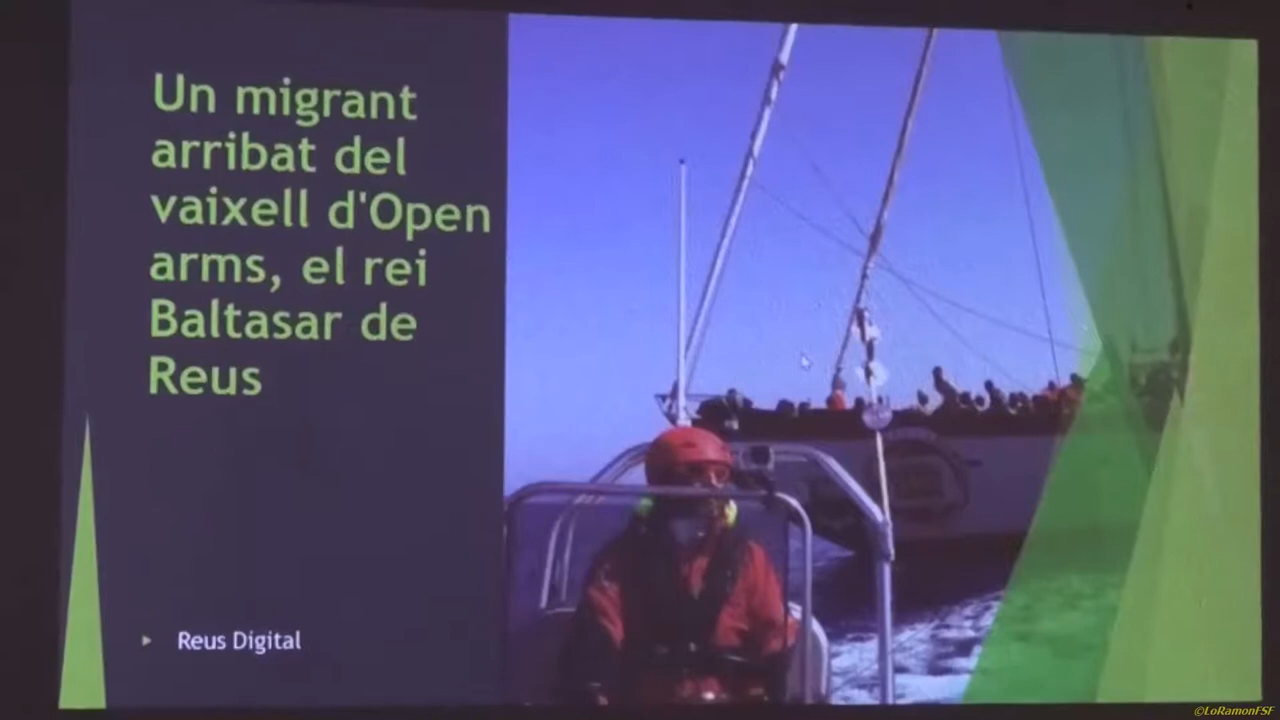 Un migrant
arribat del
vaixell d'Open
arms, el rei
Baltasar de
Reus
Reus Digital
©LoRamonFSF